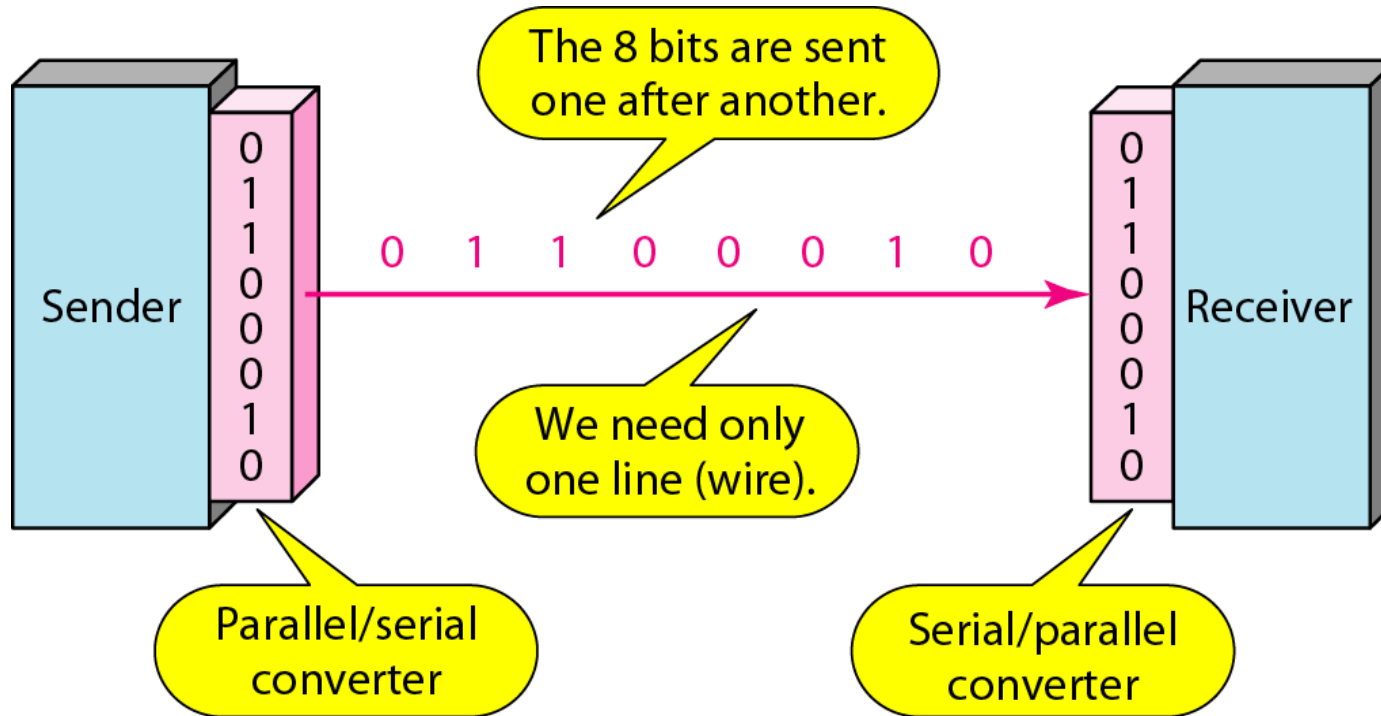 The 8 bits are sent
one after another.
0
1
1
0
0
0
1
0
0 1 1 0 0 0 1 0
0
1
1
0
0
0
1
0
Sender
Receiver
We need only
one line (wire).
Parallel/serial
converter
Serial/parallel
converter